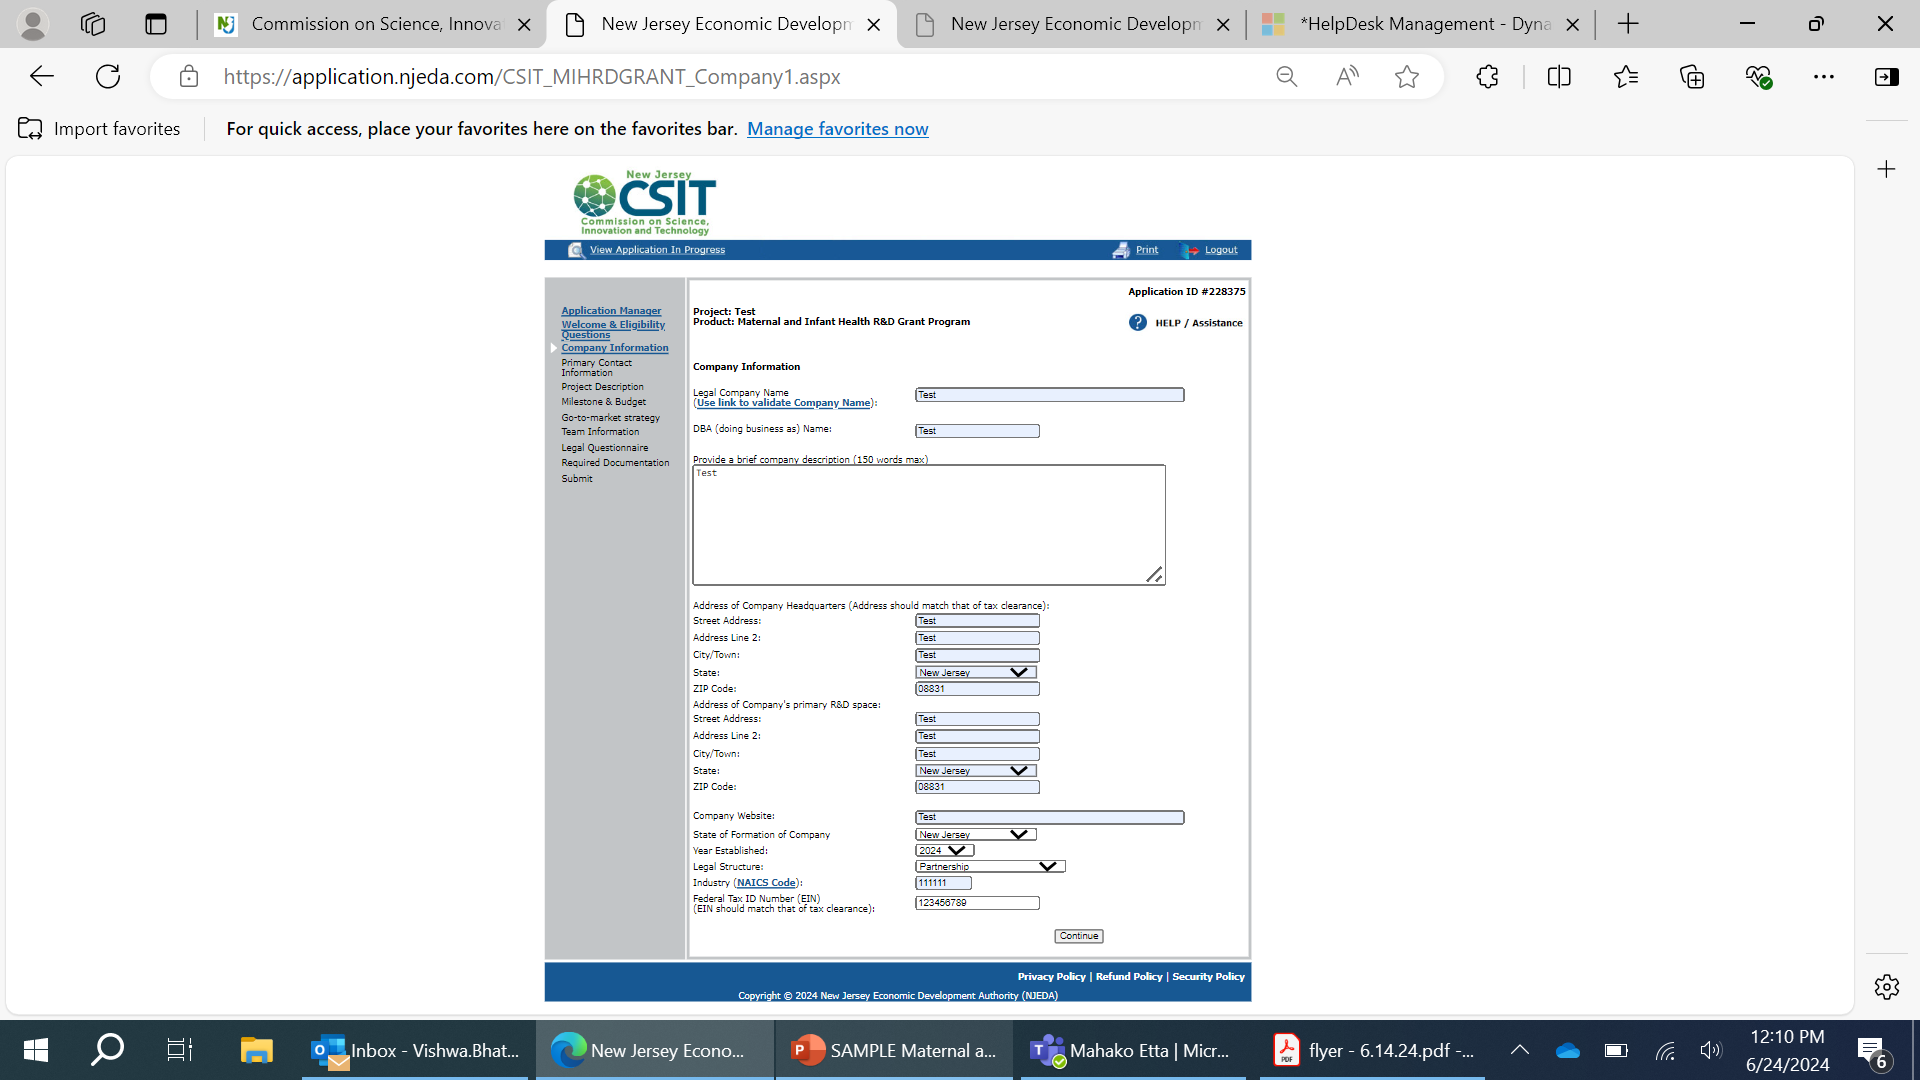 Commission on Science, Innova
New Jersey Economic Developm
New Jersey Economic Developm
*HelpDesk Management - Dyna
https://application.njeda.com/CSIT_MIHRDGRANT_Company1.aspx
Import favorites
For quick access, place your favorites here on the favorites bar. Manage favorites now
New Jersey
CSIT
Commission on Science,
Innovation and Technology
View Application In Progress
Print
Logout
Application Manager
Welcome & Eligibility
Questions
Company Information
Primary Contact
Information
Project Description
Milestone & Budget
Go-to-market strategy
Team Information
Legal Questionnaire
Required Documentation
Submit
Application ID #228375
Project: Test
Product: Maternal and Infant Health R&D Grant Program
HELP / Assistance
Company Information
Legal Company Name
(Use link to validate Company Name):
Test
DBA (doing business as) Name:
Test
Provide a brief company description (150 words max)
Test
Address of Company Headquarters (Address should match that of tax clearance):
Street Address:
Test
Address Line 2:
Test
City/Town:
Test
State:
New Jersey
ZIP Code:
08831
Address of Company's primary R&D space:
Street Address:
Test
Address Line 2:
Test
City/Town:
Test
State:
New Jersey
ZIP Code:
08831
Company Website:
Test
State of Formation of Company
New Jersey
Year Established:
2024
Legal Structure:
Partnership
Industry (NAICS Code):
111111
Federal Tax ID Number (EIN)
(EIN should match that of tax clearance):
123456789
Continue
Privacy Policy | Refund Policy | Security Policy
Copyright © 2024 New Jersey Economic Development Authority (NJEDA)
Inbox - Vishwa.Bhat...
New Jersey Econo...
SAMPLE Maternal a...
Mahako Etta | Micr...
flyer - 6.14.24.pdf -...
12:10 PM
6/24/2024
6